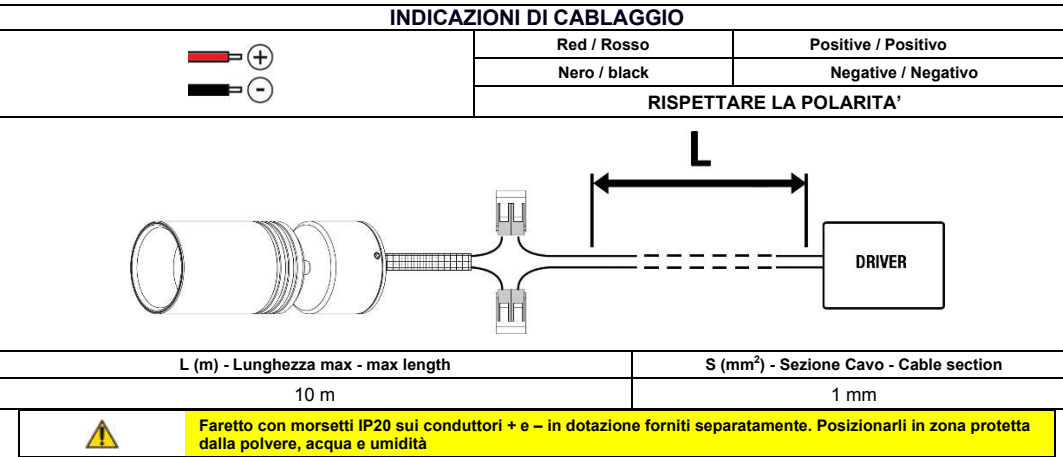 INDICAZIONI DI CABLAGGIO
Red / Rosso Positive / Positivo
Nero / black Negative / Negativo
RISPETTARE LA POLARITA’
+
-
L
DRIVER
L (m) - Lunghezza max - max length S (mm²) - Sezione Cavo - Cable section
10 m 1 mm
Faretto con morsetti IP20 sui conduttori + e – in dotazione forniti separatamente. Posizionarli in zona protetta
dalla polvere, acqua e umidità